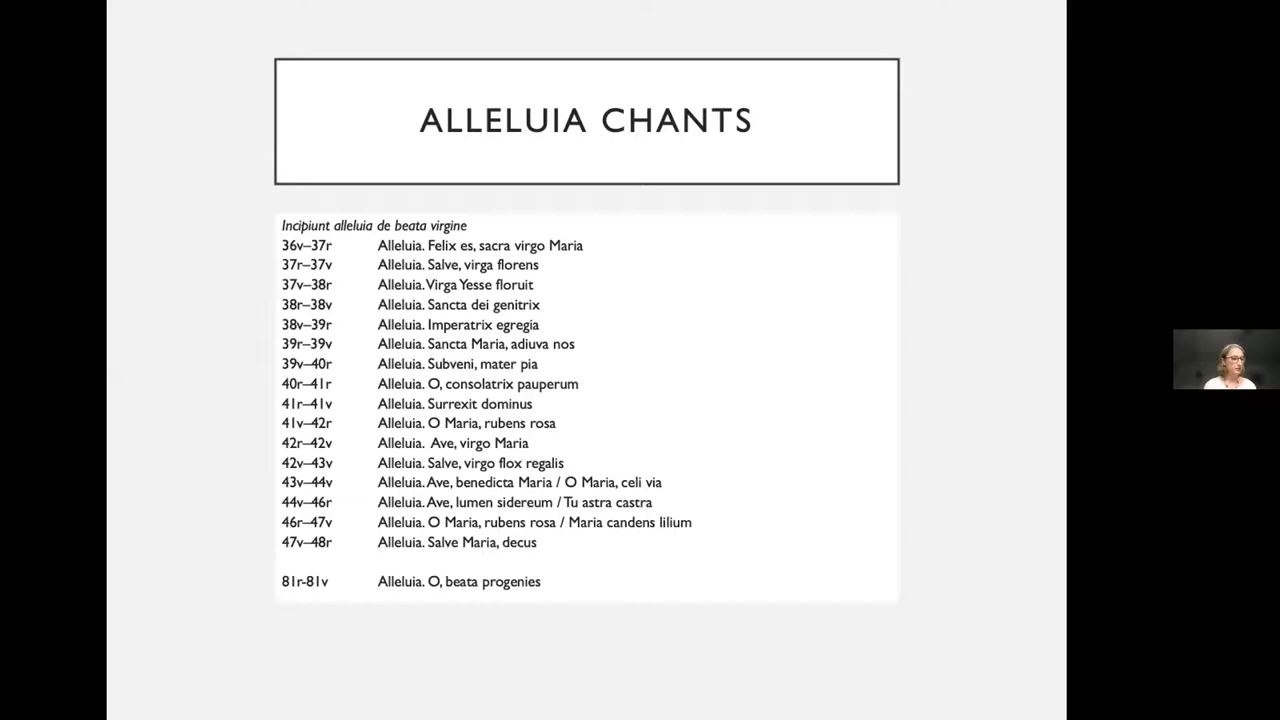 ALLELUIA CHANTS
Incipiunt alleluia de beata virgine
36v–37r Alleluia. Felix es, sacra virgo Maria
37r–37v Alleluia. Salve, virga florens
37v–38r Alleluia. Virga Yesse floruit
38r–38v Alleluia. Sancta dei genitrix
38v–39r Alleluia. Imperatrix egregia
39r–39v Alleluia. Sancta Maria, adiuva nos
39v–40r Alleluia. Subveni, mater pia
40r–41r Alleluia. O, consolatrix pauperum
41r–41v Alleluia. Surrexit dominus
41v–42r Alleluia. O Maria, rubens rosa
42r–42v Alleluia. Ave, virgo Maria
42v–43v Alleluia. Salve, virgo flox regalis
43v–44v Alleluia. Ave, benedicta Maria / O Maria, celi via
44v–46r Alleluia. Ave, lumen sidereum / Tu astra castra
46r–47v Alleluia. O Maria, rubens rosa / Maria candens lilium
47v–48r Alleluia. Salve Maria, decus
81r-81v Alleluia. O, beata progenies